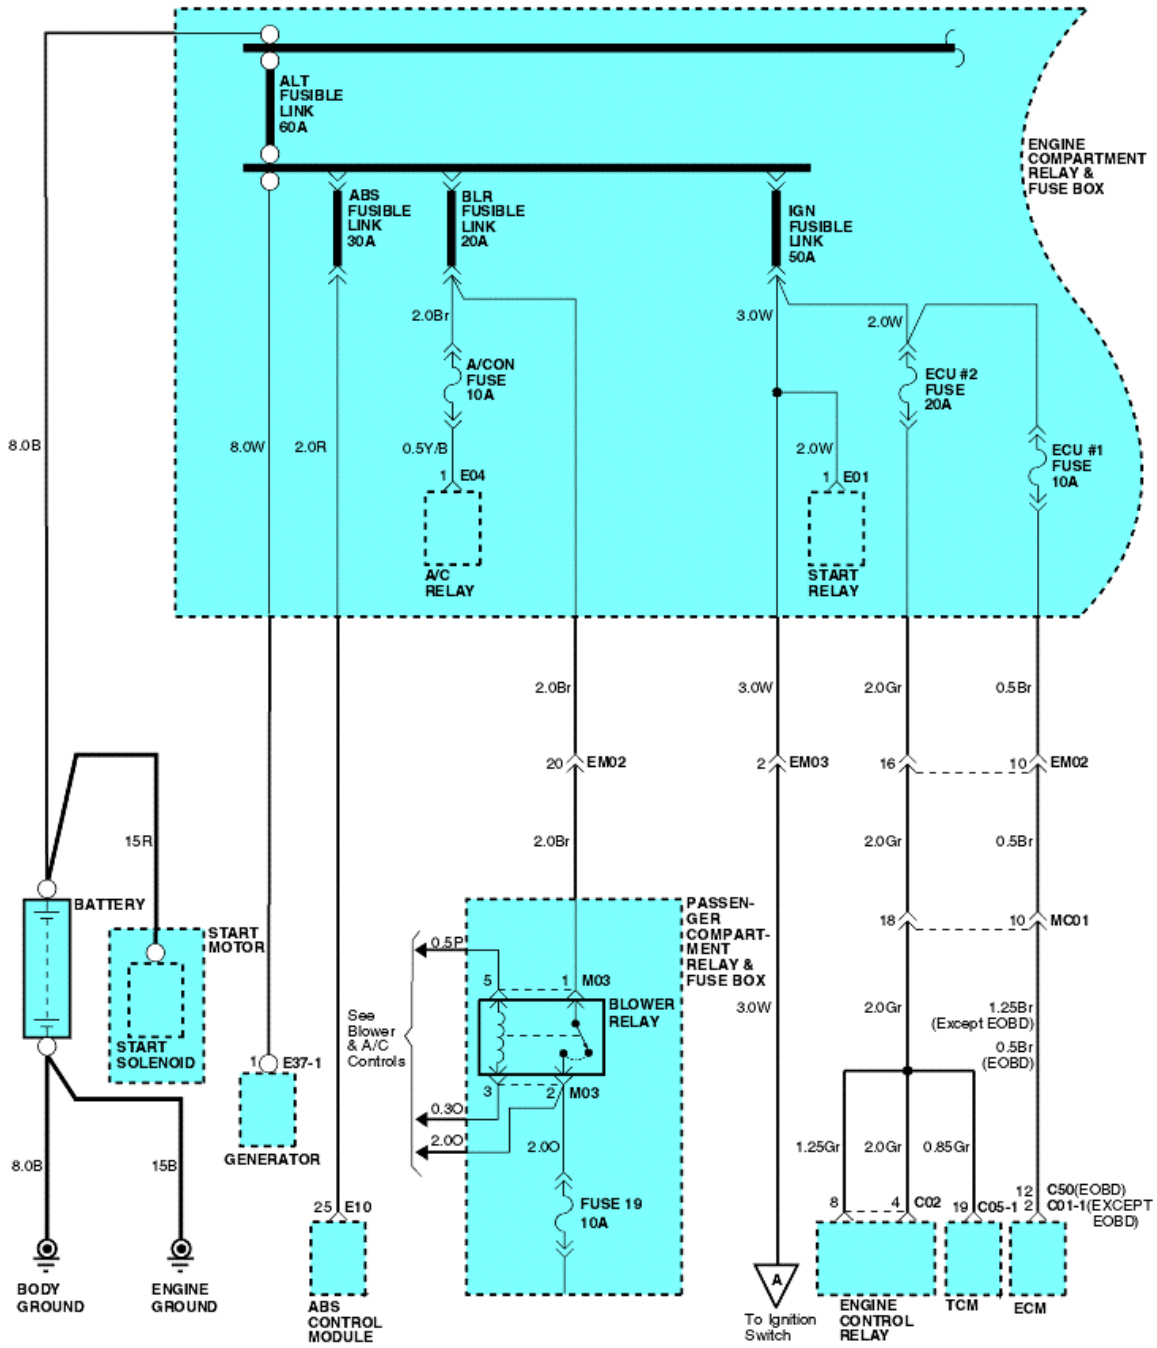 ALT
FUSIBLE
LINK
60A
ENGINE
COMPARTMENT
RELAY &
FUSE BOX
ABS
FUSIBLE
LINK
30A
BLR
FUSIBLE
LINK
20A
IGN
FUSIBLE
LINK
50A
2.0Br
3.0W
2.0W
A/CON
FUSE
10A
ECU #2
FUSE
20A
8.0B
8.0W
2.0R
0.5Y/B
2.0W
ECU #1
FUSE
10A
1 E04
1 E01
A/C
RELAY
START
RELAY
2.0Br
3.0W
2.0Gr
0.5Br
20 EM02
2 EM03
16
10 EM02
15R
2.0Br
2.0Gr
0.5Br
BATTERY
START
MOTOR
START
SOLENOID
PASSEN-
GER
COMPART-
MENT
RELAY &
FUSE BOX
18
10 MC01
0.5P
5
1 M03
BLOWER
RELAY
See
Blower
& A/C
Controls
3.0W
2.0Gr
1.25Br
(Except EOBD)
0.5Br
(EOBD)
1 E37-1
GENERATOR
3
2 M03
0.3O
2.0O
2.0O
1.25Gr
2.0Gr
0.85Gr
8.0B
15B
25 E10
FUSE 19
10A
8
4 C02
19 C05-1
12 C50(EOBD)
2 C01-1(EXCEPT
EOBD)
BODY
GROUND
ENGINE
GROUND
ABS
CONTROL
MODULE
A
To Ignition
Switch
ENGINE
CONTROL
RELAY
TCM
ECM